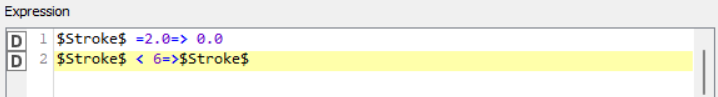 Expression
D 1 $Stroke$ =2.0=> 0.0
D 2 $Stroke$ < 6=>$Stroke$